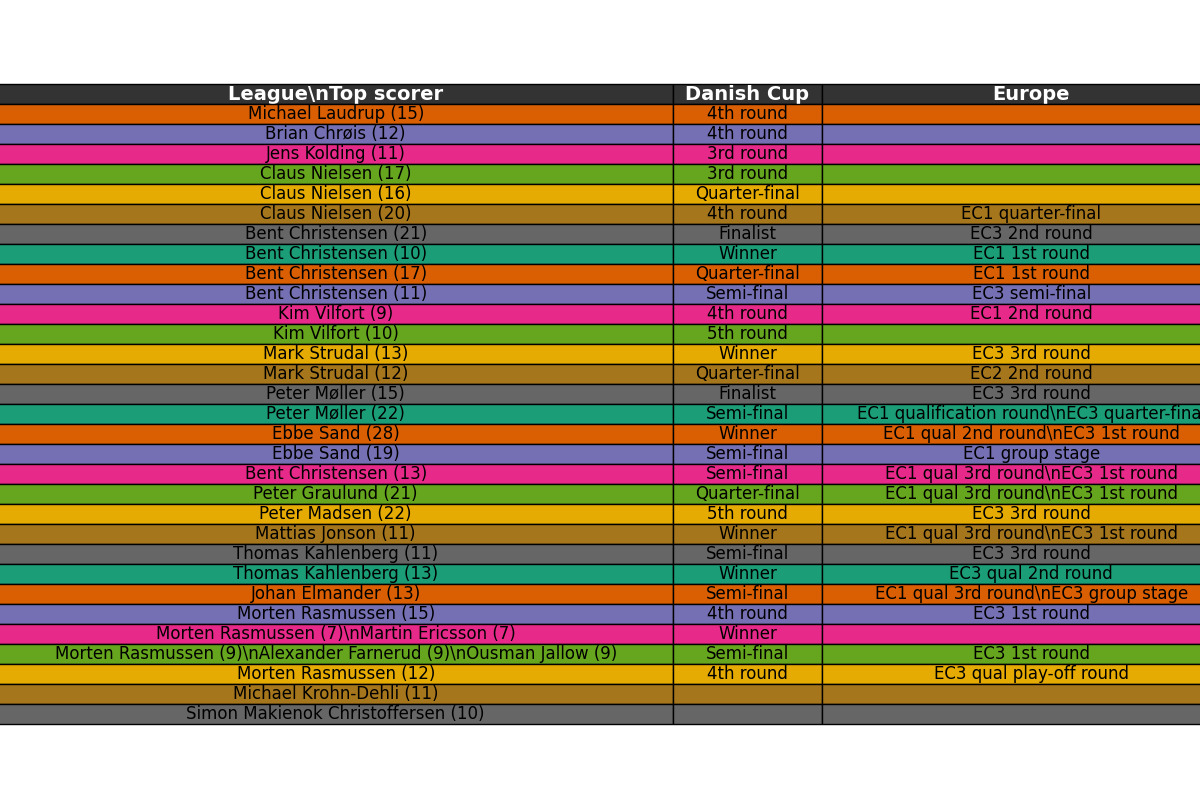 League\nTop scorer Danish Cup Europe
Michael Laudrup (15) 4th round
Brian Chrøis (12) 4th round
Jens Kolding (11) 3rd round
Claus Nielsen (17) 3rd round
Claus Nielsen (16) Quarter-final
Claus Nielsen (20) 4th round EC1 quarter-final
Bent Christensen (21) Finalist EC3 2nd round
Bent Christensen (10) Winner EC1 1st round
Bent Christensen (17) Quarter-final EC1 1st round
Bent Christensen (11) Semi-final EC3 semi-final
Kim Vilfort (9) 4th round EC1 2nd round
Kim Vilfort (10) 5th round
Mark Strudal (13) Winner EC3 3rd round
Mark Strudal (12) Quarter-final EC2 2nd round
Peter Møller (15) Finalist EC3 3rd round
Peter Møller (22) Semi-final EC1 qualification round\nEC3 quarter-fina
Ebbe Sand (28) Winner EC1 qual 2nd round\nEC3 1st round
Ebbe Sand (19) Semi-final EC1 group stage
Bent Christensen (13) Semi-final EC1 qual 3rd round\nEC3 1st round
Peter Graulund (21) Quarter-final EC1 qual 3rd round\nEC3 1st round
Peter Madsen (22) 5th round EC3 3rd round
Mattias Jonson (11) Winner EC1 qual 3rd round\nEC3 1st round
Thomas Kahlenberg (11) Semi-final EC3 3rd round
Thomas Kahlenberg (13) Winner EC3 qual 2nd round
Johan Elmander (13) Semi-final EC1 qual 3rd round\nEC3 group stage
Morten Rasmussen (15) 4th round EC3 1st round
Morten Rasmussen (7)\nMartin Ericsson (7) Winner
Morten Rasmussen (9)\nAlexander Farnerud (9)\nOusman Jallow (9) Semi-final EC3 1st round
Morten Rasmussen (12) 4th round EC3 qual play-off round
Michael Krohn-Dehli (11)
Simon Makienok Christoffersen (10)